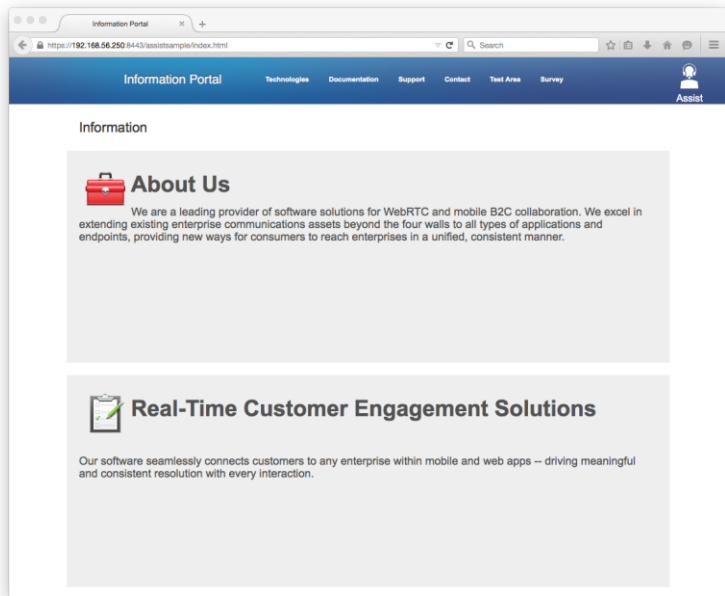 Information Portal
https://192.168.56.250:8443/assistsample/index.html
Search
Information Portal
Technologies
Documentation
Support
Contact
Test Area
Survey
Assist
Information
About Us
We are a leading provider of software solutions for WebRTC and mobile B2C collaboration. We excel in
extending existing enterprise communications assets beyond the four walls to all types of applications and
endpoints, providing new ways for consumers to reach enterprises in a unified, consistent manner.
Real-Time Customer Engagement Solutions
Our software seamlessly connects customers to any enterprise within mobile and web apps -- driving meaningful
and consistent resolution with every interaction.